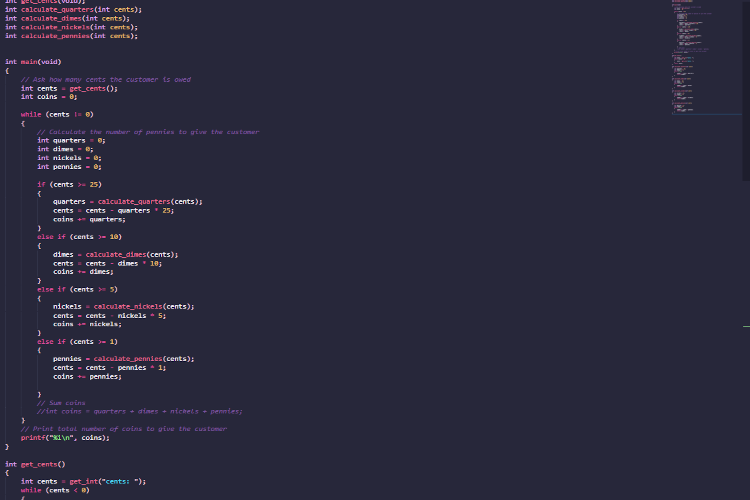 int get_cents(void);
int calculate_quarters(int cents);
int calculate_dimes(int cents);
int calculate_nickels(int cents);
int calculate_pennies(int cents);
int main(void)
{
// Ask how many cents the customer is owed
int cents = get_cents();
int coins = 0;
while (cents != 0)
{
// Calculate the number of pennies to give the customer
int quarters = 0;
int dimes = 0;
int nickels = 0;
int pennies = 0;
if (cents >= 25)
{
quarters = calculate_quarters(cents);
cents = cents - quarters * 25;
coins += quarters;
}
else if (cents >= 10)
{
dimes = calculate_dimes(cents);
cents = cents - dimes * 10;
coins += dimes;
}
else if (cents >= 5)
{
nickels = calculate_nickels(cents);
cents = cents - nickels * 5;
coins += nickels;
}
else if (cents >= 1)
{
pennies = calculate_pennies(cents);
cents = cents - pennies * 1;
coins += pennies;
}
// Sum coins
//int coins = quarters + dimes + nickels + pennies;
}
// Print total number of coins to give the customer
printf("%i\n", coins);
}
int get_cents()
{
int cents = get_int("cents: ");
while (cents < 0)
{